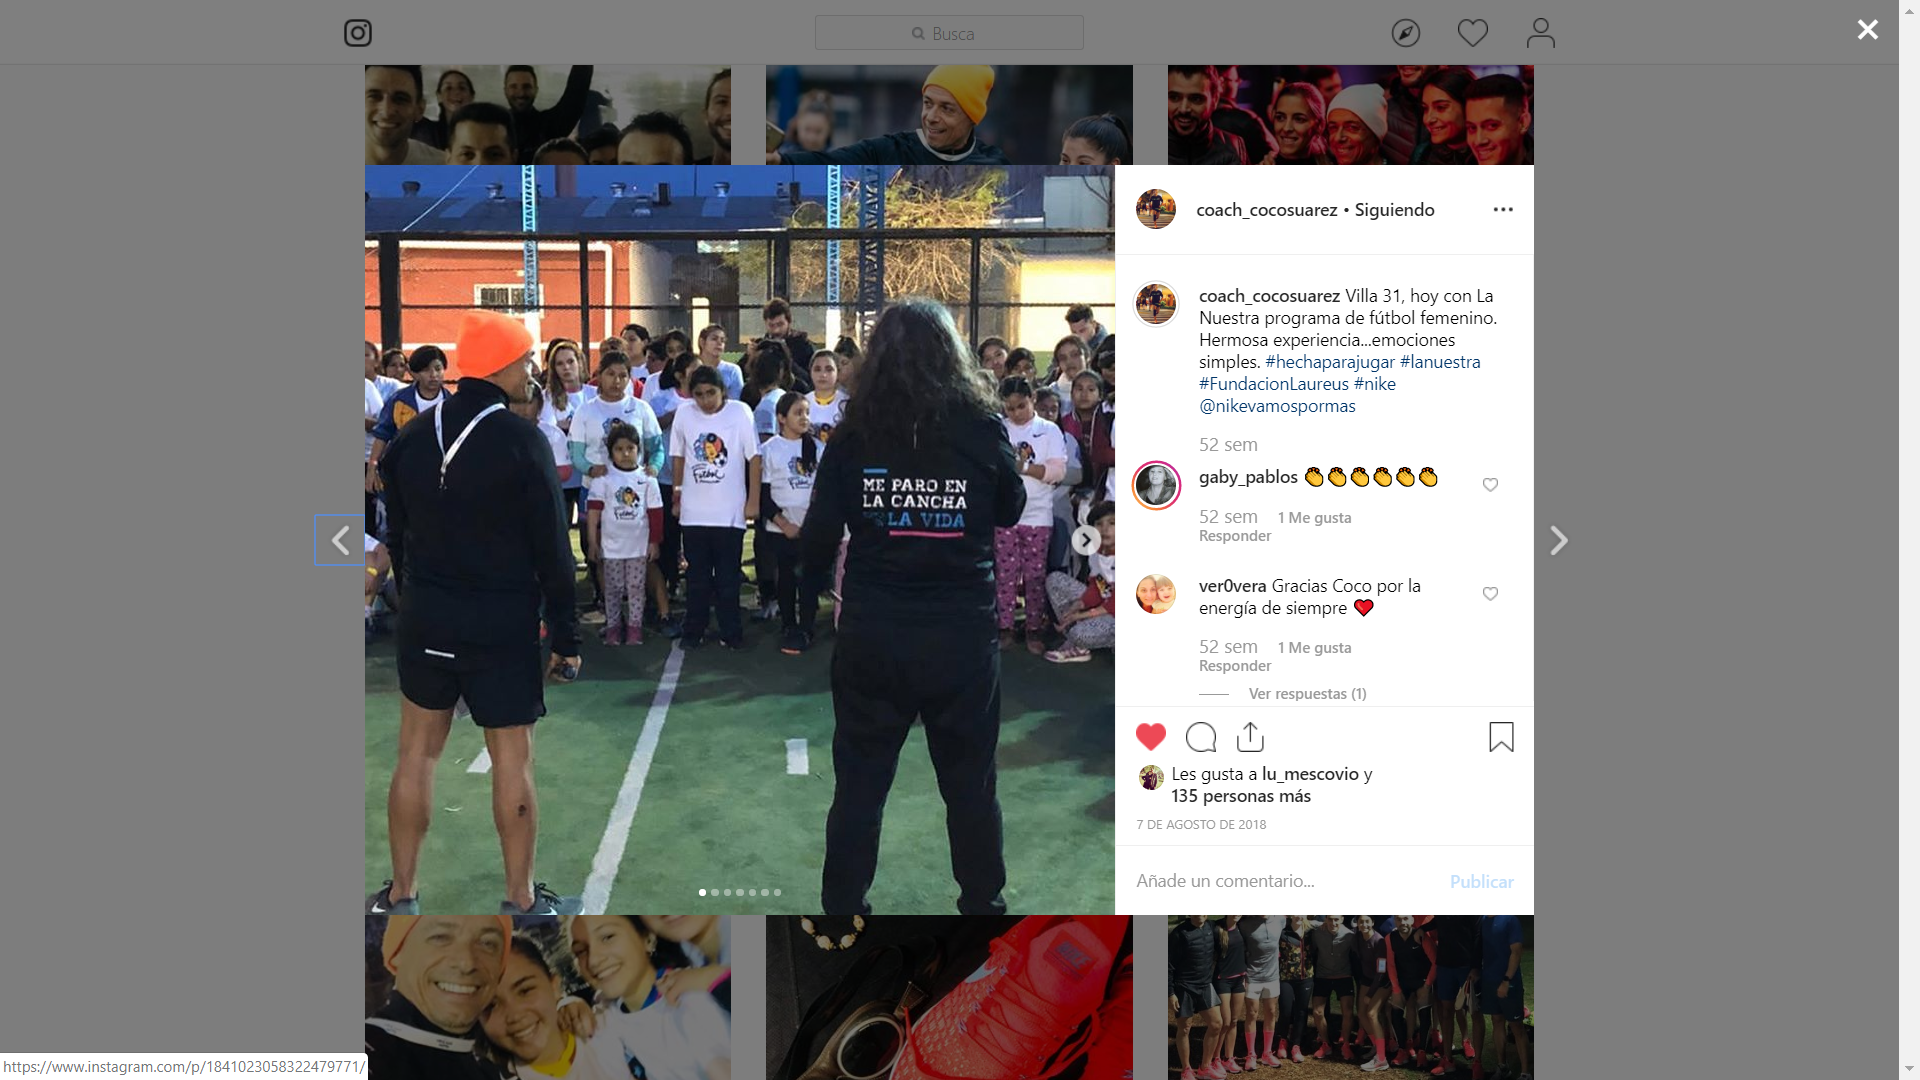 Busca
coach_cocosuarez • Siguiendo
coach_cocosuarez Villa 31, hoy con La
Nuestra programa de fútbol femenino.
Hermosa experiencia...emociones
simples. #hechaparajugar #lanuestra
#FundacionLaureus #nike
@nikevamospormas
52 sem
gaby_pablos 👏👏👏👏👏👏
52 sem 1 Me gusta
Responder
ver0vera Gracias Coco por la
energía de siempre ❤️
52 sem 1 Me gusta
Responder
Ver respuestas (1)
Les gusta a lu_mescovio y
135 personas más
7 DE AGOSTO DE 2018
Añade un comentario... Publicar
ME PARO EN
LA CANCHA
LA VIDA
Fútbol
https://www.instagram.com/p/1841023058322479771/